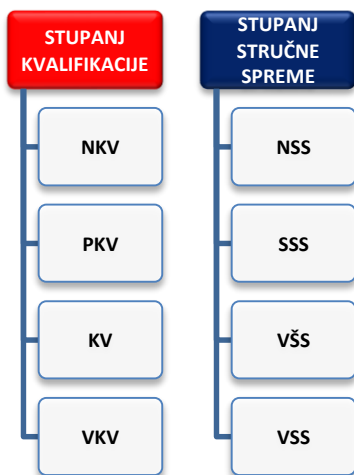 STUPANJ
KVALIFIKACIJE
NKV
PKV
KV
VKV
STUPANJ
STRUČNE
SPREME
NSS
SSS
VŠS
VSS